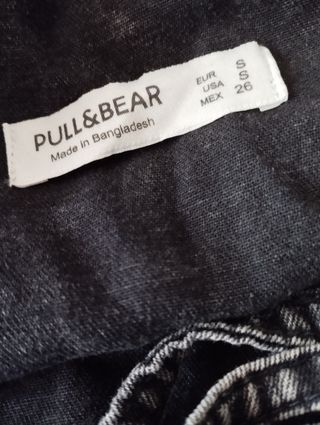 PULL&BEAR
Made in Bangladesh
EUR S
USA S
MEX 26